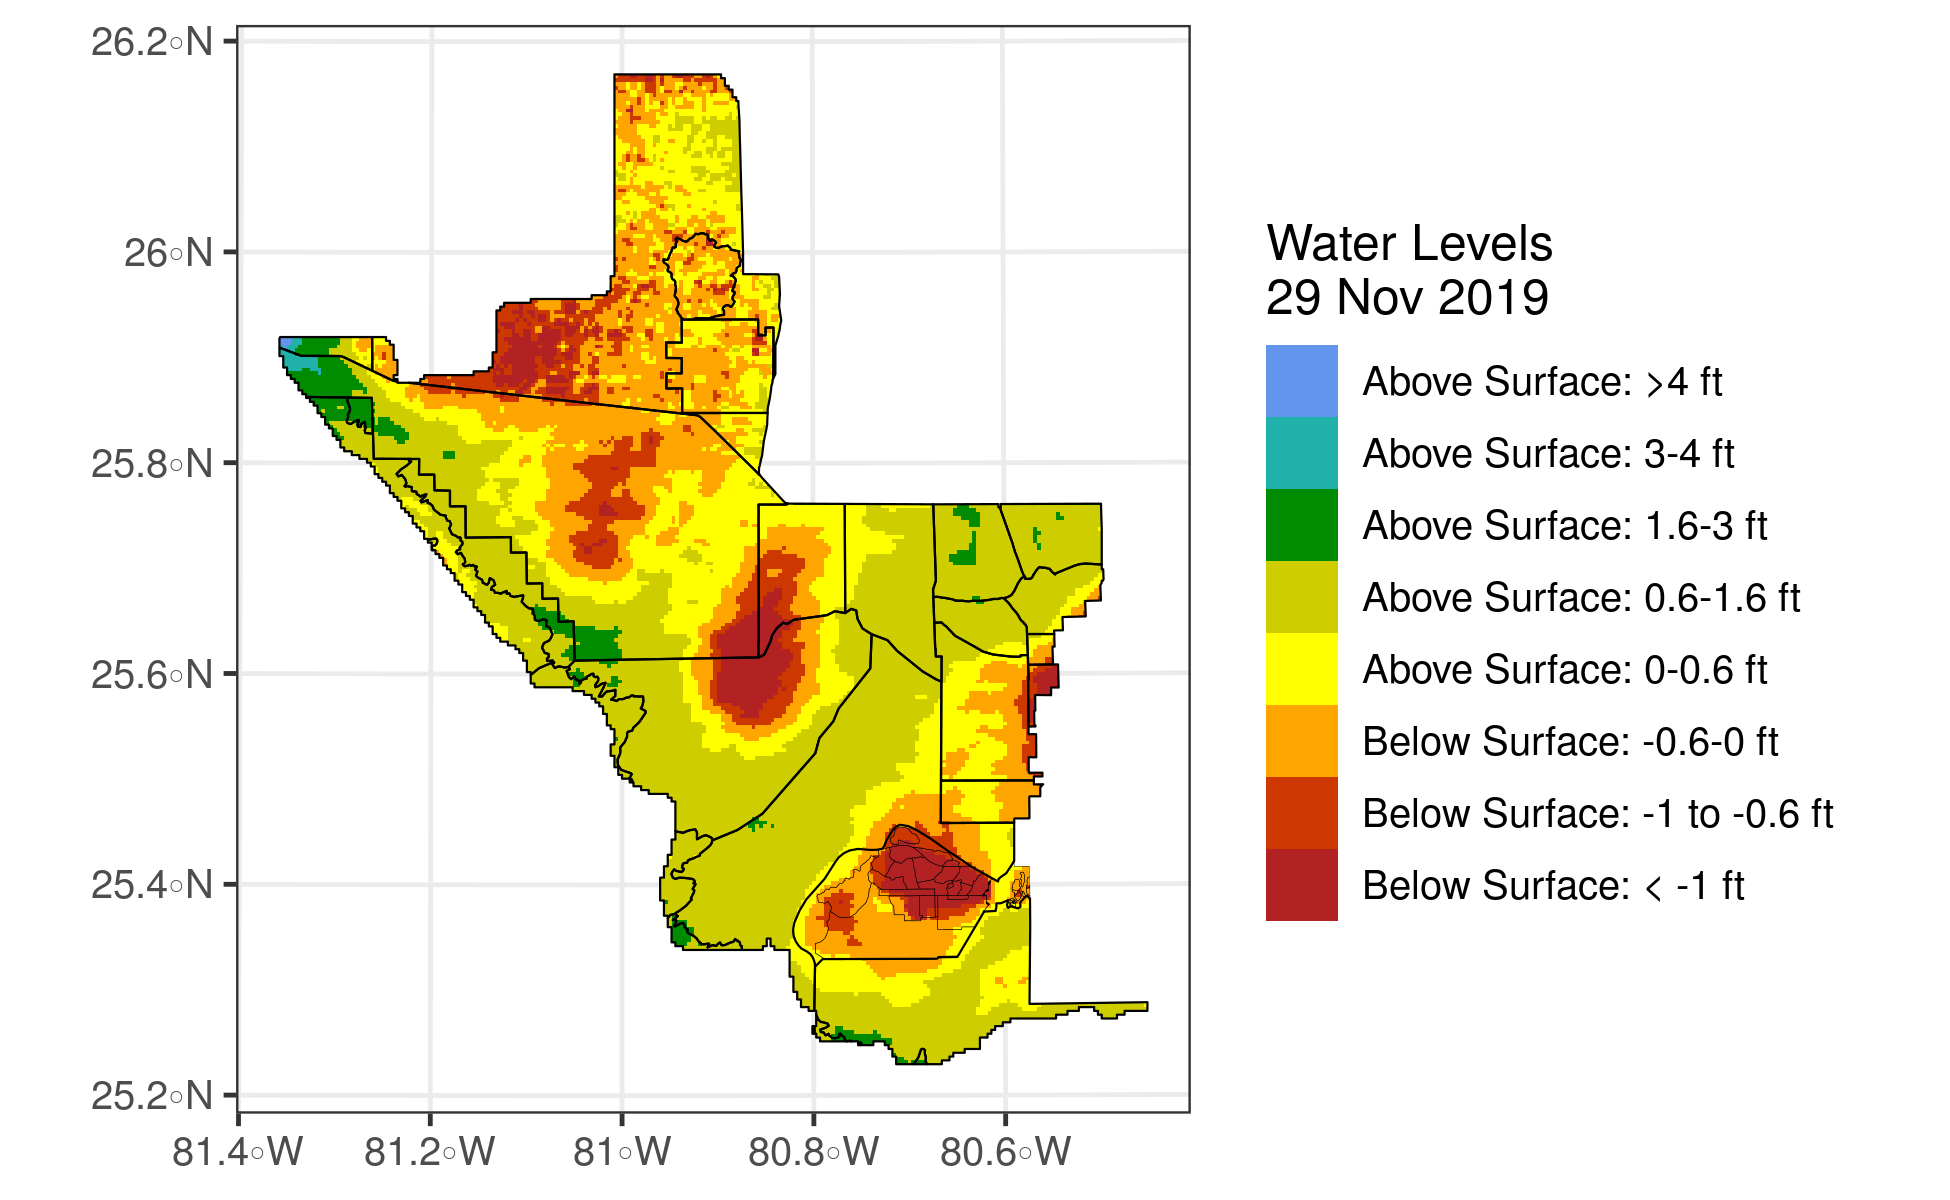 26.2°N
26°N
25.8°N
25.6°N
25.4°N
25.2°N
81.4°W 81.2°W 81°W 80.8°W 80.6°W
Water Levels
29 Nov 2019
Above Surface: >4 ft
Above Surface: 3-4 ft
Above Surface: 1.6-3 ft
Above Surface: 0.6-1.6 ft
Above Surface: 0-0.6 ft
Below Surface: -0.6-0 ft
Below Surface: -1 to -0.6 ft
Below Surface: < -1 ft